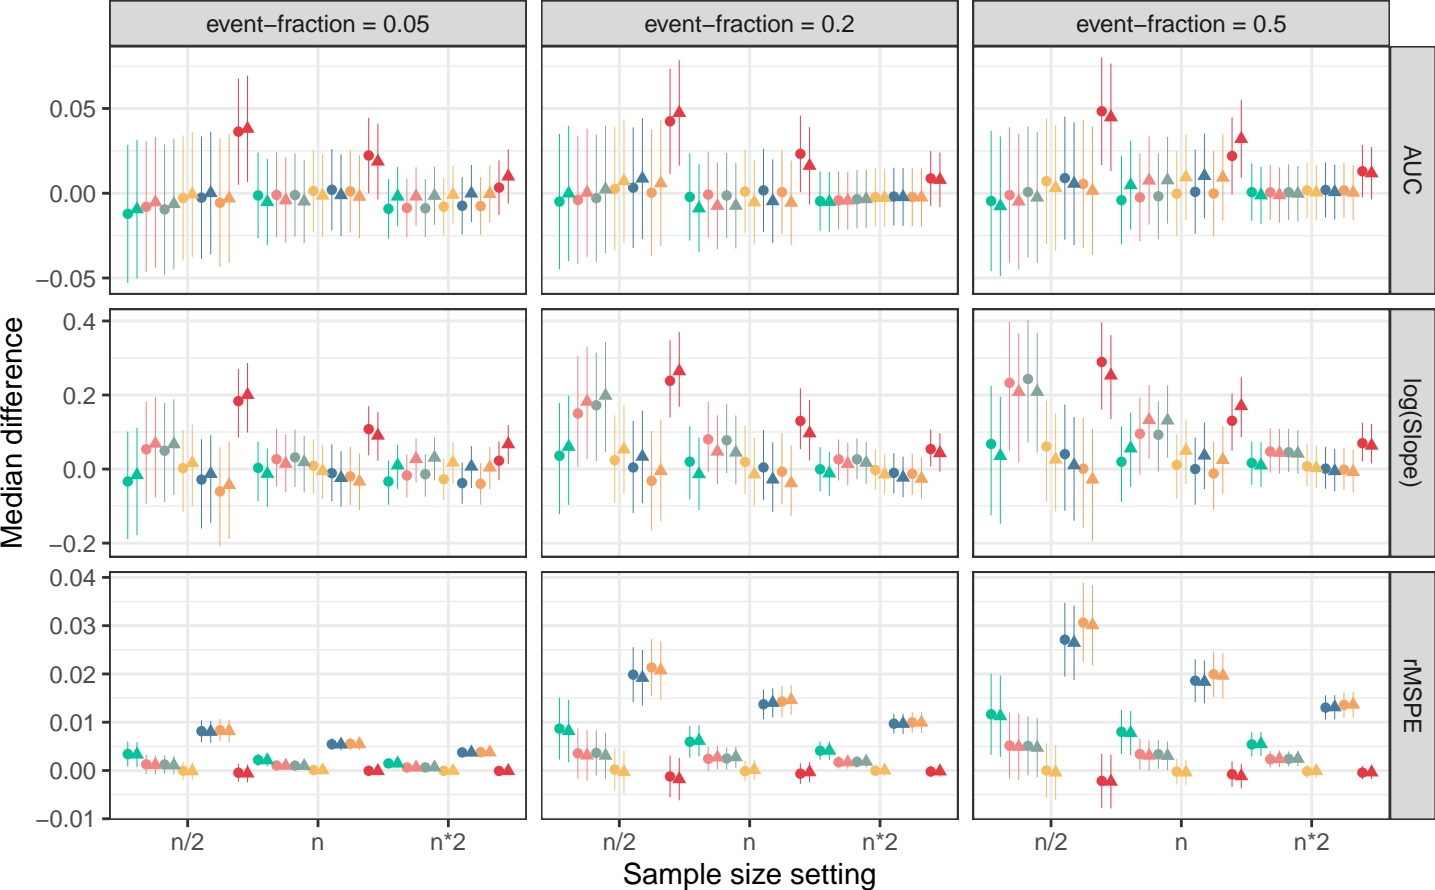 event−fraction = 0.05
event−fraction = 0.2
event−fraction = 0.5
0.05
0.00
−0.05
AUC
0.4
0.2
0.0
−0.2
log(Slope)
0.04
0.03
0.02
0.01
0.00
−0.01
rMSPE
Median difference
n/2
n
n*2
n/2
n
n*2
n/2
n
n*2
Sample size setting